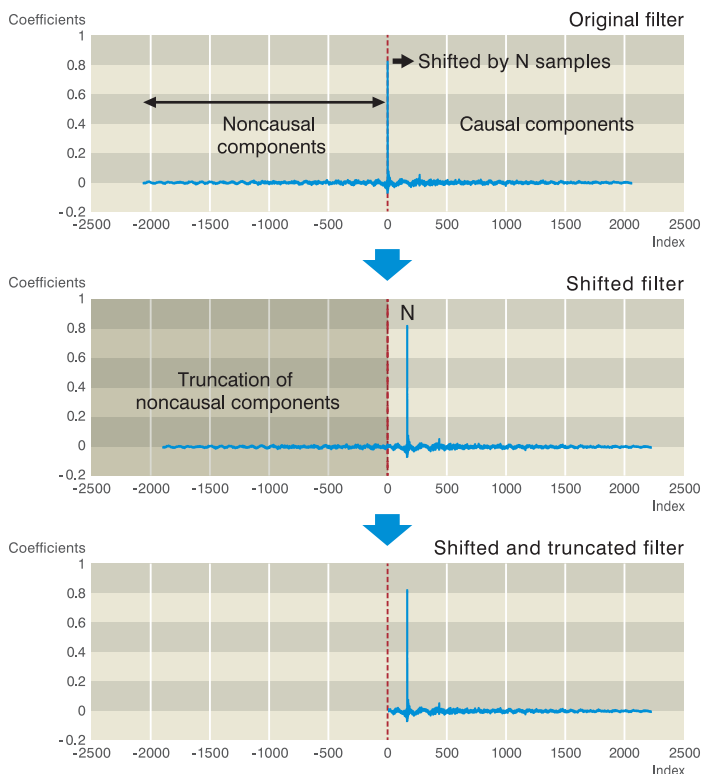 Coefficients Original filter
1
0.8 Shifted by N samples
0.6
0.4 Noncausal Causal components
components
0.2
0
-0.2
-2500 -2000 -1500 -1000 -500 0 500 1000 1500 2000 2500
Index
Coefficients Shifted filter
1
0.8 N
0.6
0.4 Truncation of
noncausal components
0.2
0
-0.2
-2500 -2000 -1500 -1000 -500 0 500 1000 1500 2000 2500
Index
Coefficients Shifted and truncated filter
1
0.8
0.6
0.4
0.2
0
-0.2
-2500 -2000 -1500 -1000 -500 0 500 1000 1500 2000 2500
Index